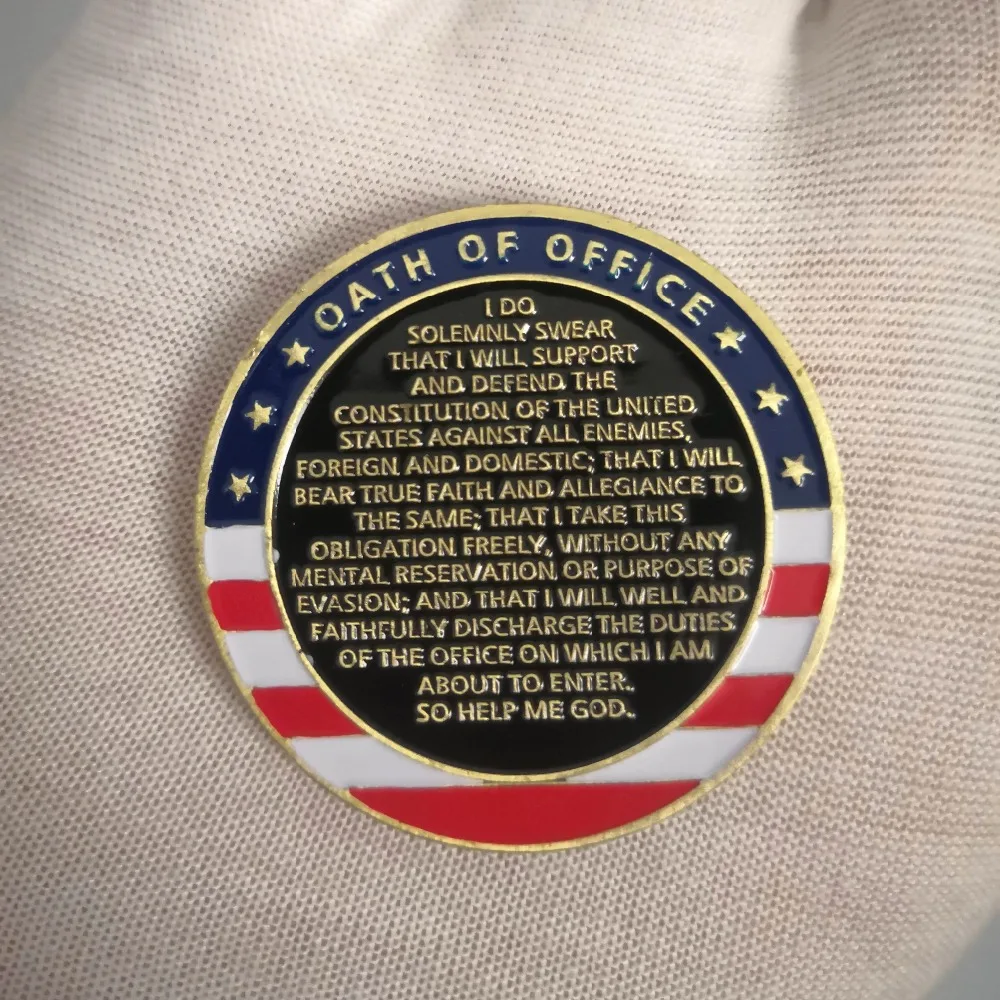 OATH OF OFFICE
I DO
SOLEMNLY SWEAR
THAT I WILL SUPPORT
AND DEFEND THE
CONSTITUTION OF THE UNITED
STATES AGAINST ALL ENEMIES,
FOREIGN AND DOMESTIC; THAT I WILL
BEAR TRUE FAITH AND ALLEGIANCE TO
THE SAME; THAT I TAKE THIS
OBLIGATION FREELY, WITHOUT ANY
MENTAL RESERVATION OR PURPOSE OF
EVASION; AND THAT I WILL WELL AND
FAITHFULLY DISCHARGE THE DUTIES
OF THE OFFICE ON WHICH I AM
ABOUT TO ENTER.
SO HELP ME GOD.